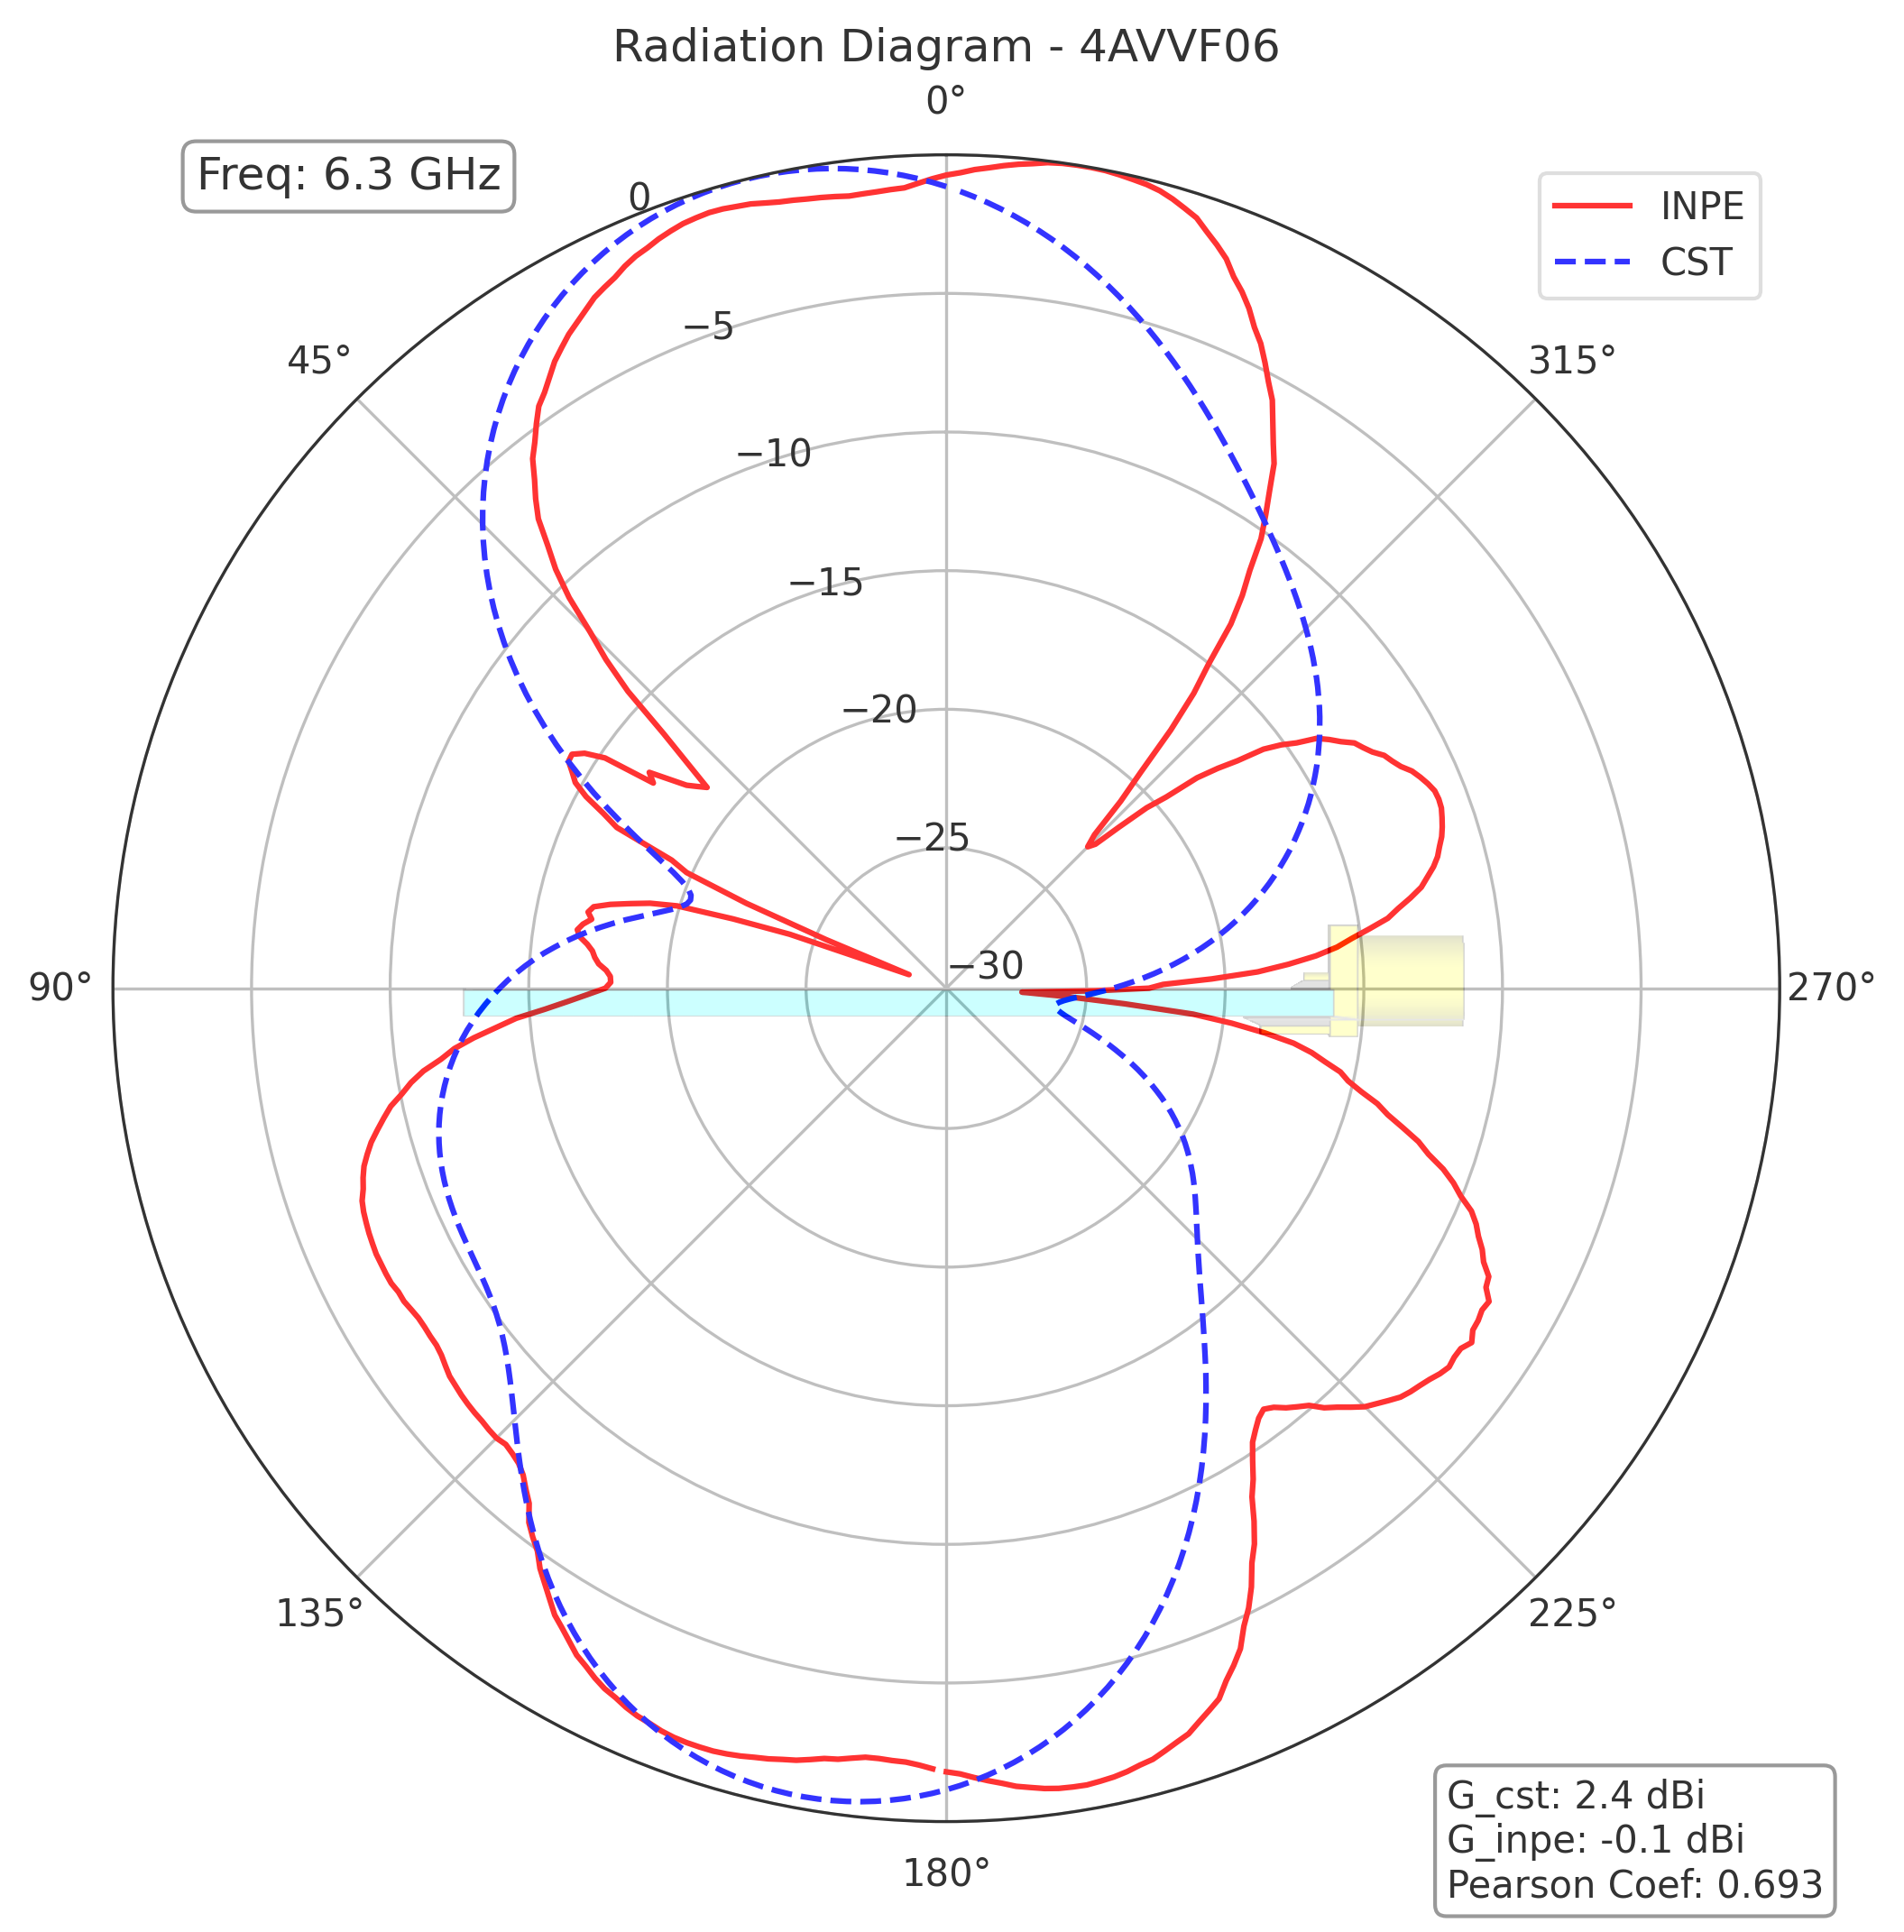 Radiation Diagram - 4AVVF06
0°
Freq: 6.3 GHz
INPE
CST
0
−5
−10
−15
−20
−25
−30
45°
315°
90°
270°
135°
225°
180°
G_cst: 2.4 dBi
G_inpe: -0.1 dBi
Pearson Coef: 0.693